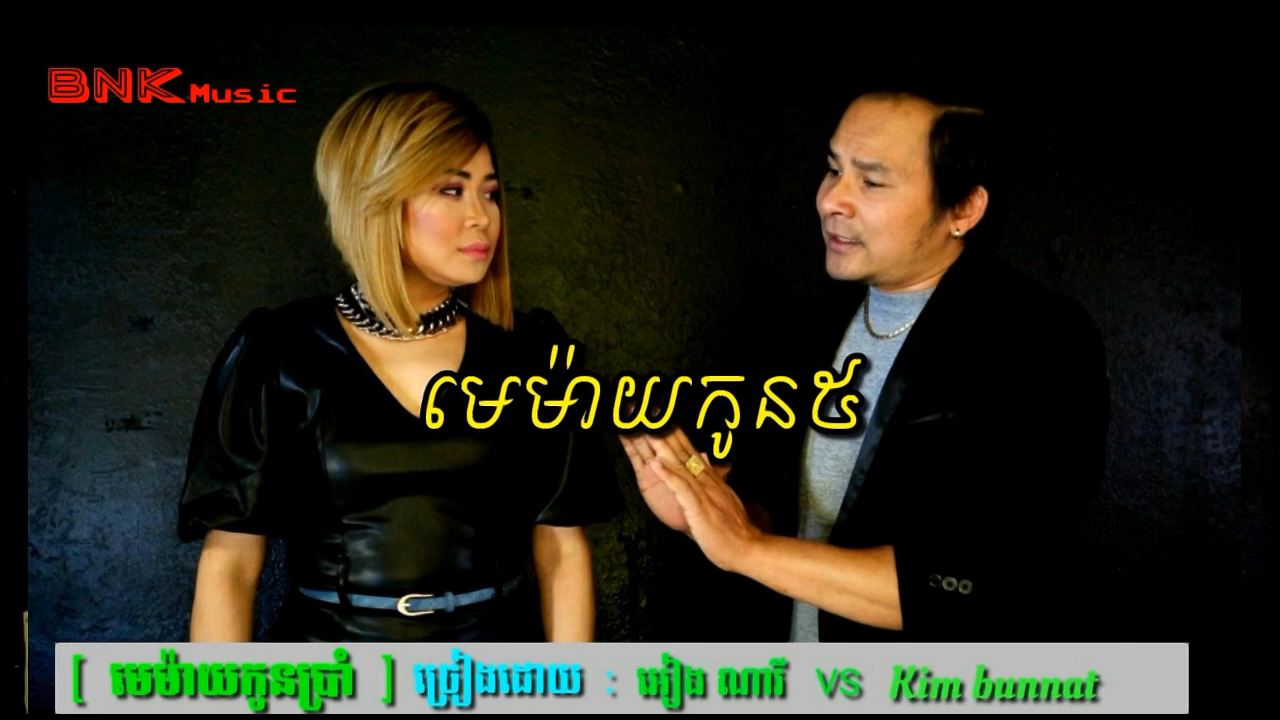 BNK Music
មេម៉ាយកូន៥
[ មេម៉ាយកូនប្រាំ ] ច្រៀងដោយ : អៀង ណារី VS Kim bunnat